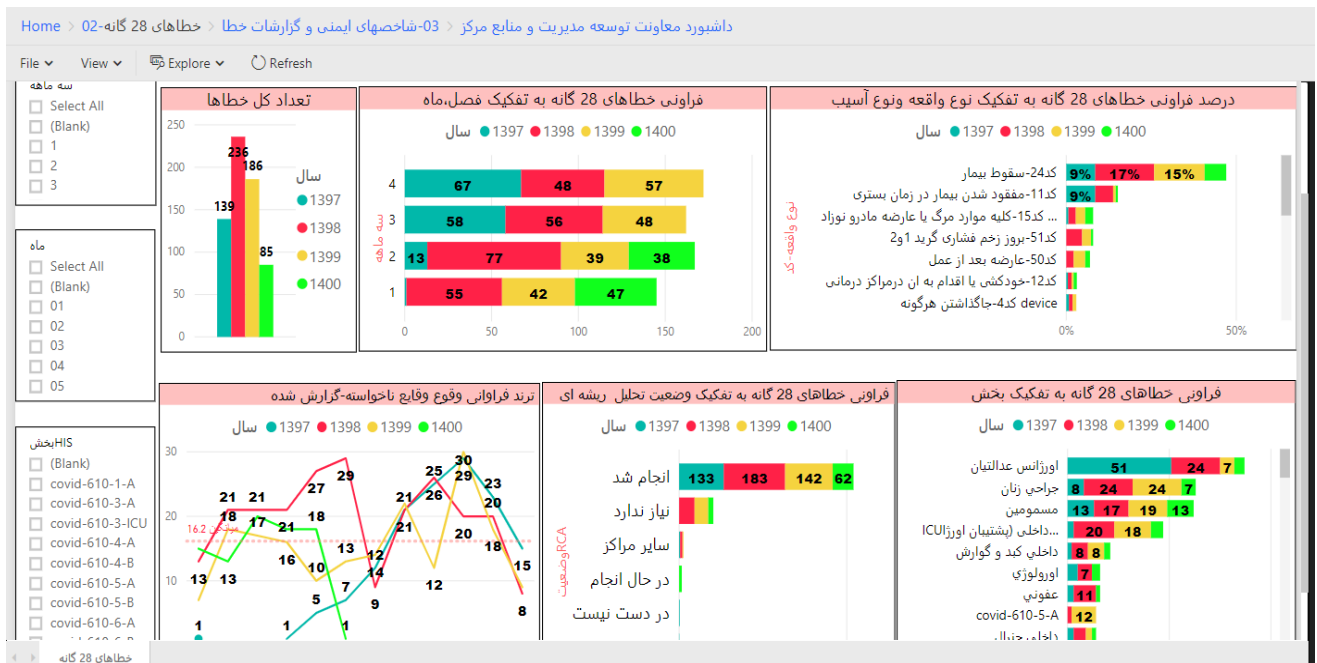 Home > 02-خطاهای 28 گانه > 03-شاخصهای ایمنی و گزارشات خطا > داشبورد معاونت توسعه مدیریت و منابع مرکز
File View Explore Refresh
سه ماهه
Select All
(Blank)
1
2
3
ماه
Select All
(Blank)
01
02
03
04
05
HISبخش
(Blank)
covid-610-1-A
covid-610-3-A
covid-610-3-ICU
covid-610-4-A
covid-610-4-B
covid-610-5-A
covid-610-5-B
covid-610-6-A
covid-610-6-B
تعداد کل خطاها
250
200
150
100
50
0
139
236
186
85
سال
1397
1398
1399
1400
فراونی خطاهای 28 گانه به تفکیک فصل،ماه
سال 1397 1398 1399 1400
سه ماهه
4 67 48 57
3 58 56 48
2 13 77 39 38
1 55 42 47
0 50 100 150 200
درصد فراونی خطاهای 28 گانه به تفکیک نوع واقعه ونوع آسیب
سال 1397 1398 1399 1400
نوع واقعه-کد
کد24-سقوط بیمار 9% 17% 15%
کد11-مفقود شدن بیمار در زمان بستری 9%
کد15-کلیه موارد مرگ یا عارضه مادرو نوزاد ...
کد51-بروز زخم فشاری گرید 1و2
کد50-عارضه بعد از عمل
کد12-خودکشی یا اقدام به ان درمراکز درمانی
کد4-جاگذاشتن هرگونه device
0% 50%
ترند فراوانی وقوع وقایع ناخواسته-گزارش شده
سال 1397 1398 1399 1400
30
20
10
16.2
13 21 18 13 21 17 21 16 27 18 10 5 29 13 7 1 12 14 9 21 21 25 26 12 30 29 20 23 20 18 15 8
1 1
فراونی خطاهای 28 گانه به تفکیک وضعیت تحلیل ریشه ای
سال 1397 1398 1399 1400
وضعیتRCA
انجام شد 133 183 142 62
نیاز ندارد
سایر مراکز
در حال انجام
در دست نیست
فراونی خطاهای 28 گانه به تفکیک بخش
سال 1397 1398 1399 1400
اورژانس عدالتیان 51 24 7
جراحي زنان 8 24 24 7
مسمومین 13 17 19 13
داخلی (پشتیبان اورژاICU... 20 18
داخلي کبد و گوارش 8 8
اورولوژي 7
عفوني 11
covid-610-5-A 12
داخلی جنرال
خطاهای 28 گانه